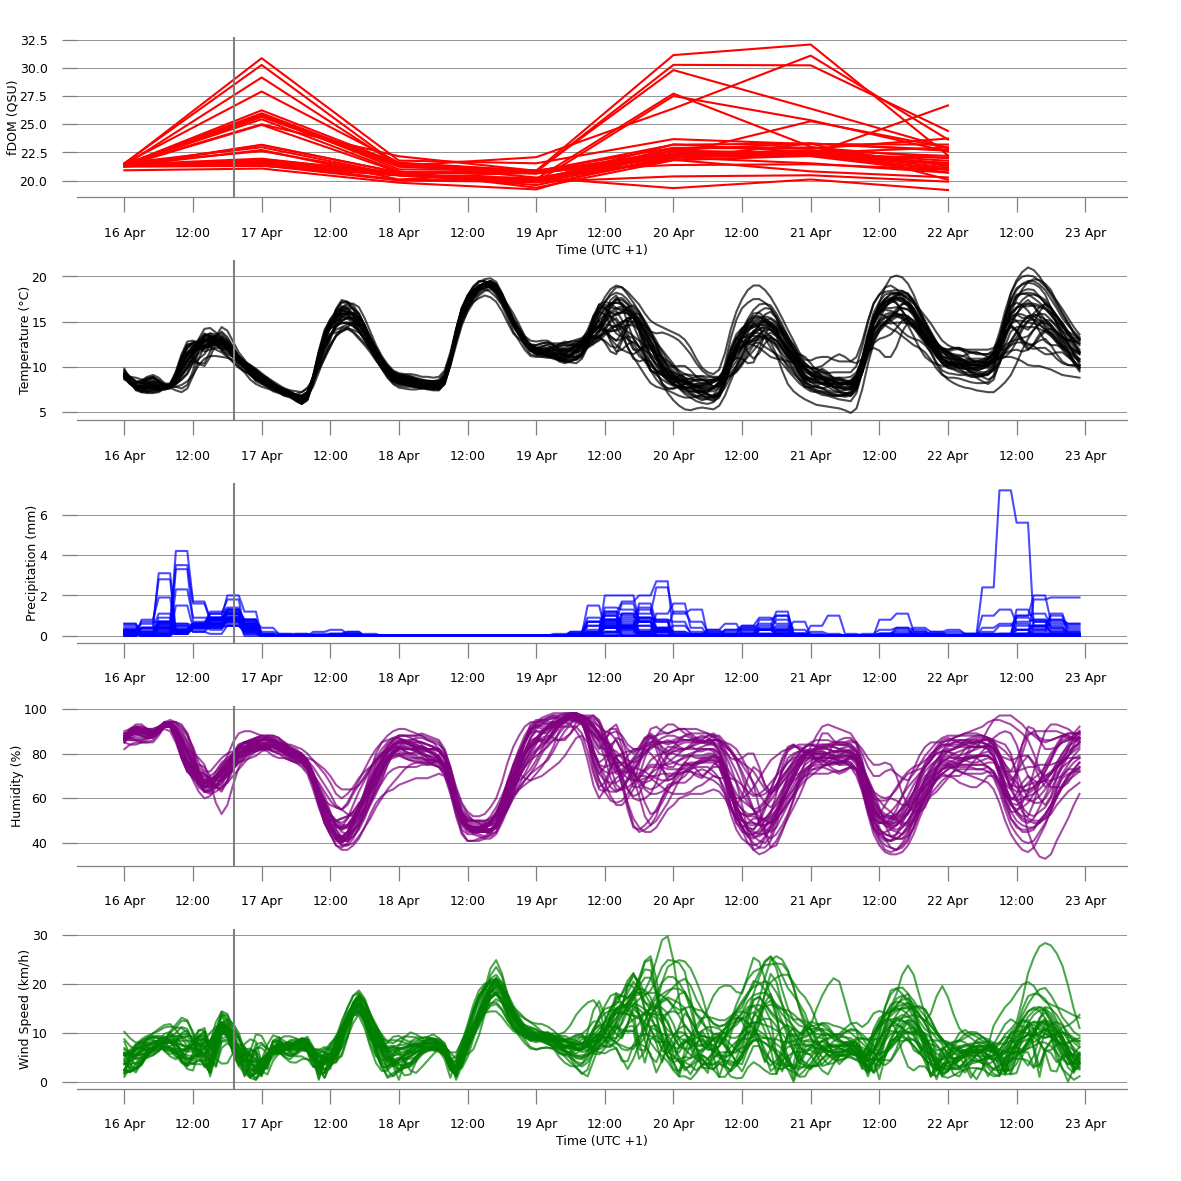 fDOM (QSU)
32.5
30.0
27.5
25.0
22.5
20.0
16 Apr 12:00 17 Apr 12:00 18 Apr 12:00 19 Apr 12:00 20 Apr 12:00 21 Apr 12:00 22 Apr 12:00 23 Apr
Time (UTC +1)
Temperature (°C)
20
15
10
5
16 Apr 12:00 17 Apr 12:00 18 Apr 12:00 19 Apr 12:00 20 Apr 12:00 21 Apr 12:00 22 Apr 12:00 23 Apr
Precipitation (mm)
6
4
2
0
16 Apr 12:00 17 Apr 12:00 18 Apr 12:00 19 Apr 12:00 20 Apr 12:00 21 Apr 12:00 22 Apr 12:00 23 Apr
Humidity (%)
100
80
60
40
16 Apr 12:00 17 Apr 12:00 18 Apr 12:00 19 Apr 12:00 20 Apr 12:00 21 Apr 12:00 22 Apr 12:00 23 Apr
Wind Speed (km/h)
30
20
10
0
16 Apr 12:00 17 Apr 12:00 18 Apr 12:00 19 Apr 12:00 20 Apr 12:00 21 Apr 12:00 22 Apr 12:00 23 Apr
Time (UTC +1)